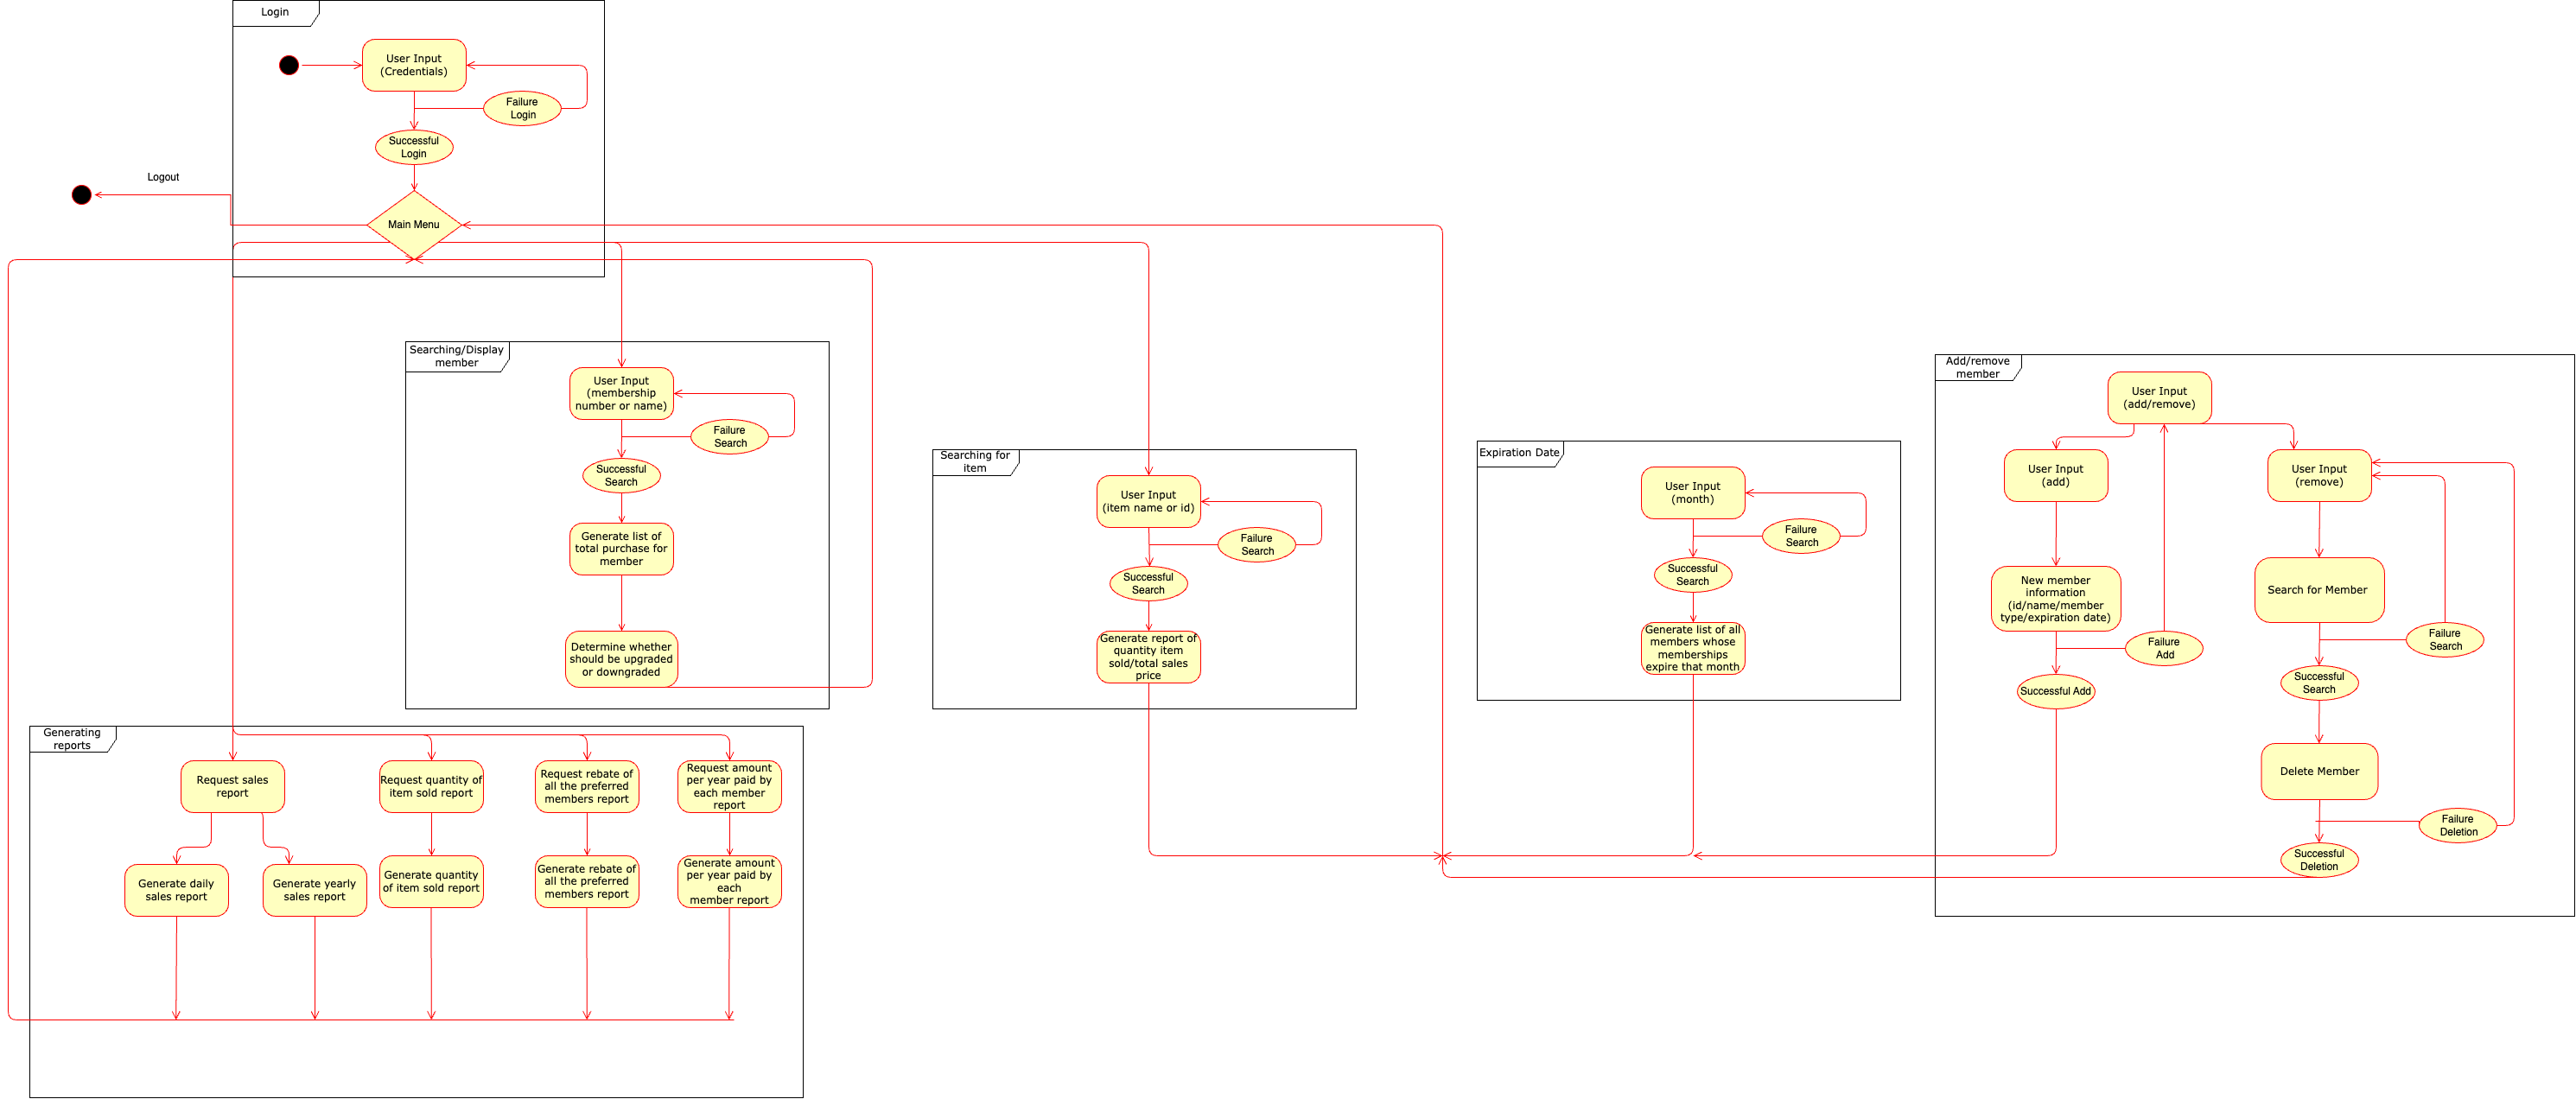 Login
User Input
(Credentials)
Failure
Login
Successful
Login
Logout
Main Menu
Searching/Display
member
User Input
(membership
number or name)
Failure
Search
Successful
Search
Generate list of
total purchase for
member
Determine whether
should be upgraded
or downgraded
Searching for
item
User Input
(item name or id)
Failure
Search
Successful
Search
Generate report of
quantity item
sold/total sales
price
Expiration Date
User Input
(month)
Failure
Search
Successful
Search
Generate list of all
members whose
memberships
expire that month
Add/remove
member
User Input
(add/remove)
User Input
(add)
User Input
(remove)
New member
information
(id/name/member
type/expiration date)
Failure
Add
Successful Add
Search for Member
Failure
Search
Successful
Search
Delete Member
Failure
Deletion
Successful
Deletion
Generating
reports
Request sales
report
Request quantity of
item sold report
Request rebate of
all the preferred
members report
Request amount
per year paid by
each member
report
Generate daily
sales report
Generate yearly
sales report
Generate quantity
of item sold report
Generate rebate of
all the preferred
members report
Generate amount
per year paid by
each
member report